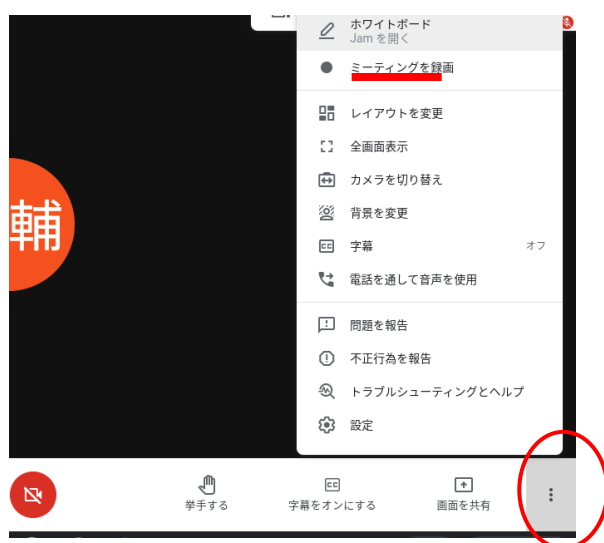 ホワイトボード
Jam を開く
ミーティングを録画
レイアウトを変更
全画面表示
カメラを切り替え
背景を変更
字幕 オフ
電話を通して音声を使用
問題を報告
不正行為を報告
トラブルシューティングとヘルプ
設定
輔
挙手する
字幕をオンにする
画面を共有